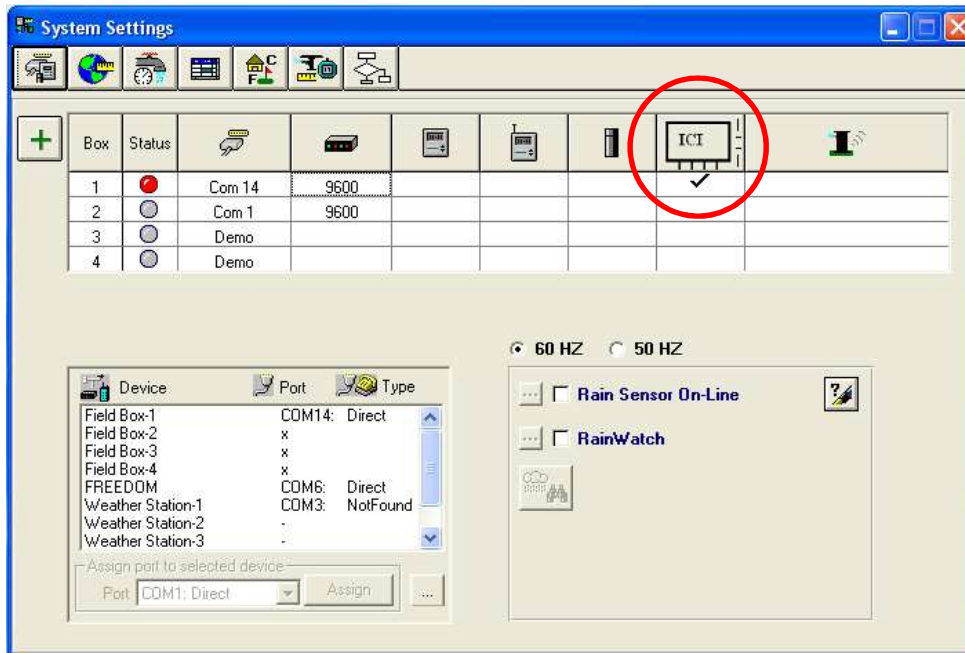 System Settings
C
F
Box Status ICI
1 Com 14 9600
2 Com 1 9600
3 Demo
4 Demo
60 HZ 50 HZ
Device Port Type
Field Box-1 COM14: Direct
Field Box-2 x
Field Box-3 x
Field Box-4 x
FREEDOM COM6: Direct
Weather Station-1 COM3: NotFound
Weather Station-2 -
Weather Station-3 -
Assign port to selected device
Port COM1: Direct Assign ...
... Rain Sensor On-Line ?
... RainWatch